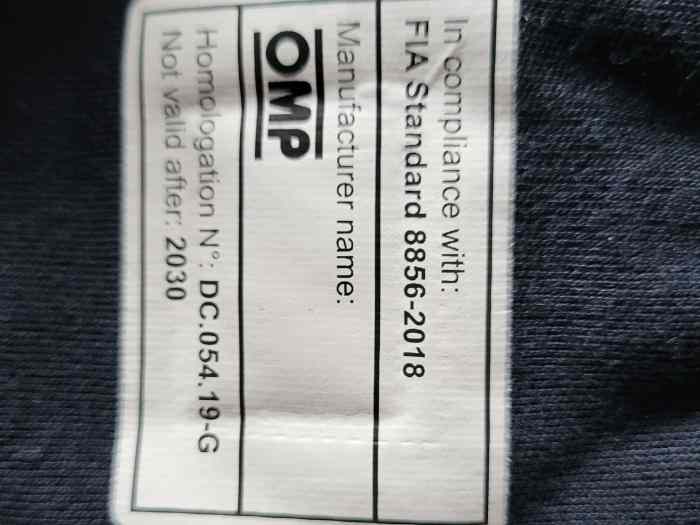 In compliance with:
FIA Standard 8856-2018
Manufacturer name:
OMP
Homologation N°: DC.054.19-G
Not valid after: 2030